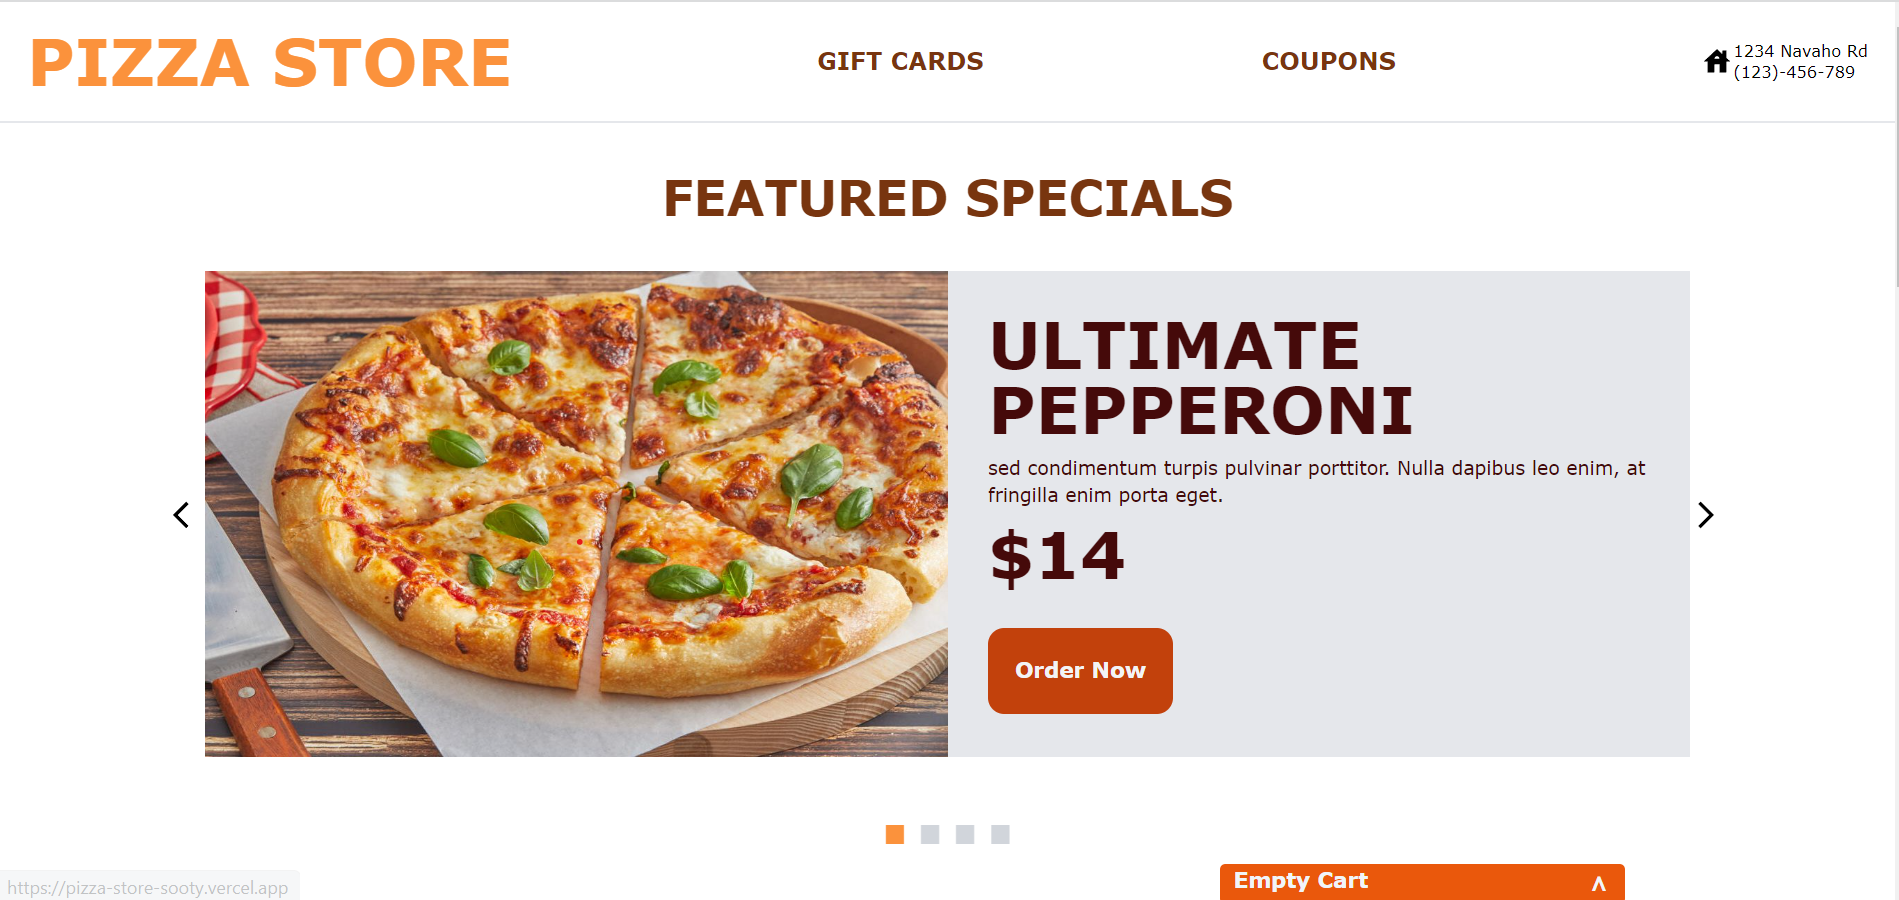 PIZZA STORE
GIFT CARDS
COUPONS
1234 Navaho Rd
(123)-456-789
FEATURED SPECIALS
ULTIMATE
PEPPERONI
sed condimentum turpis pulvinar porttitor. Nulla dapibus leo enim, at
fringilla enim porta eget.
$14
Order Now
Empty Cart
https://pizza-store-sooty.vercel.app